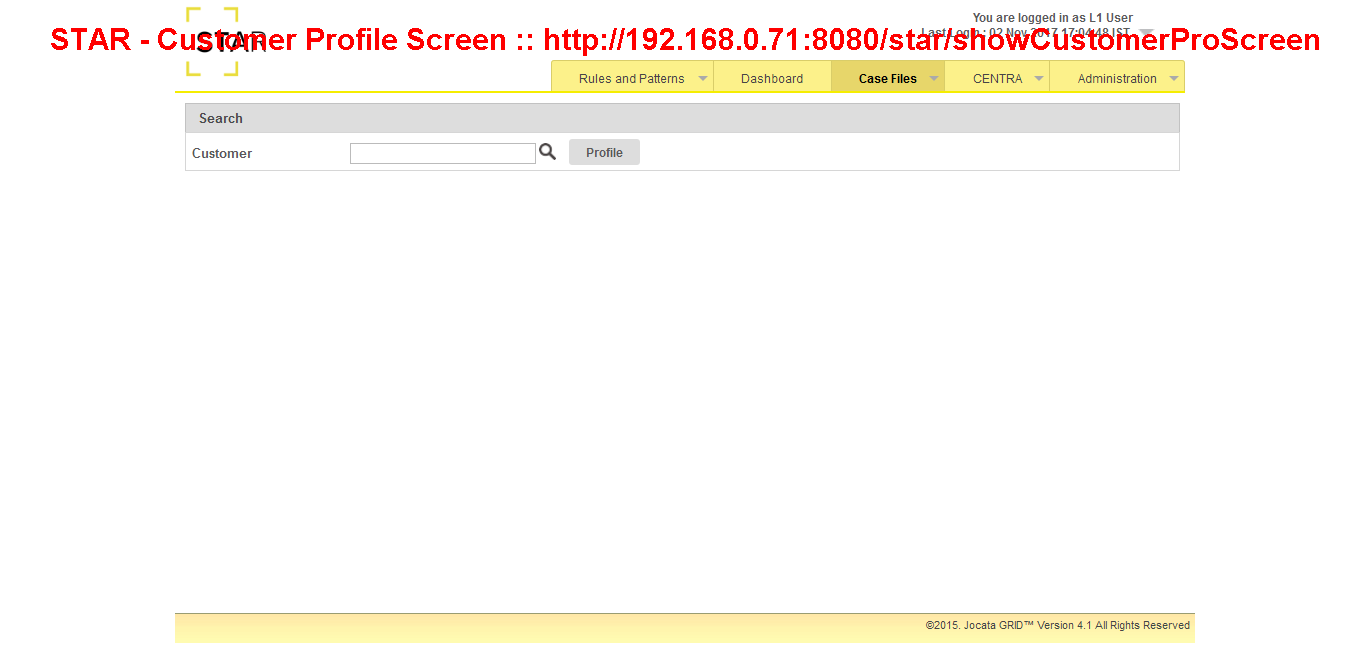 You are logged in as L1 User
STAR - Customer Profile Screen :: http://192.168.0.71:8080/star/showCustomerProScreen
STAR
Last Login : 02 Nov 2017 17:04:48 IST
Rules and Patterns Dashboard Case Files CENTRA Administration
Search
Customer Profile
©2015. Jocata GRID™ Version 4.1 All Rights Reserved